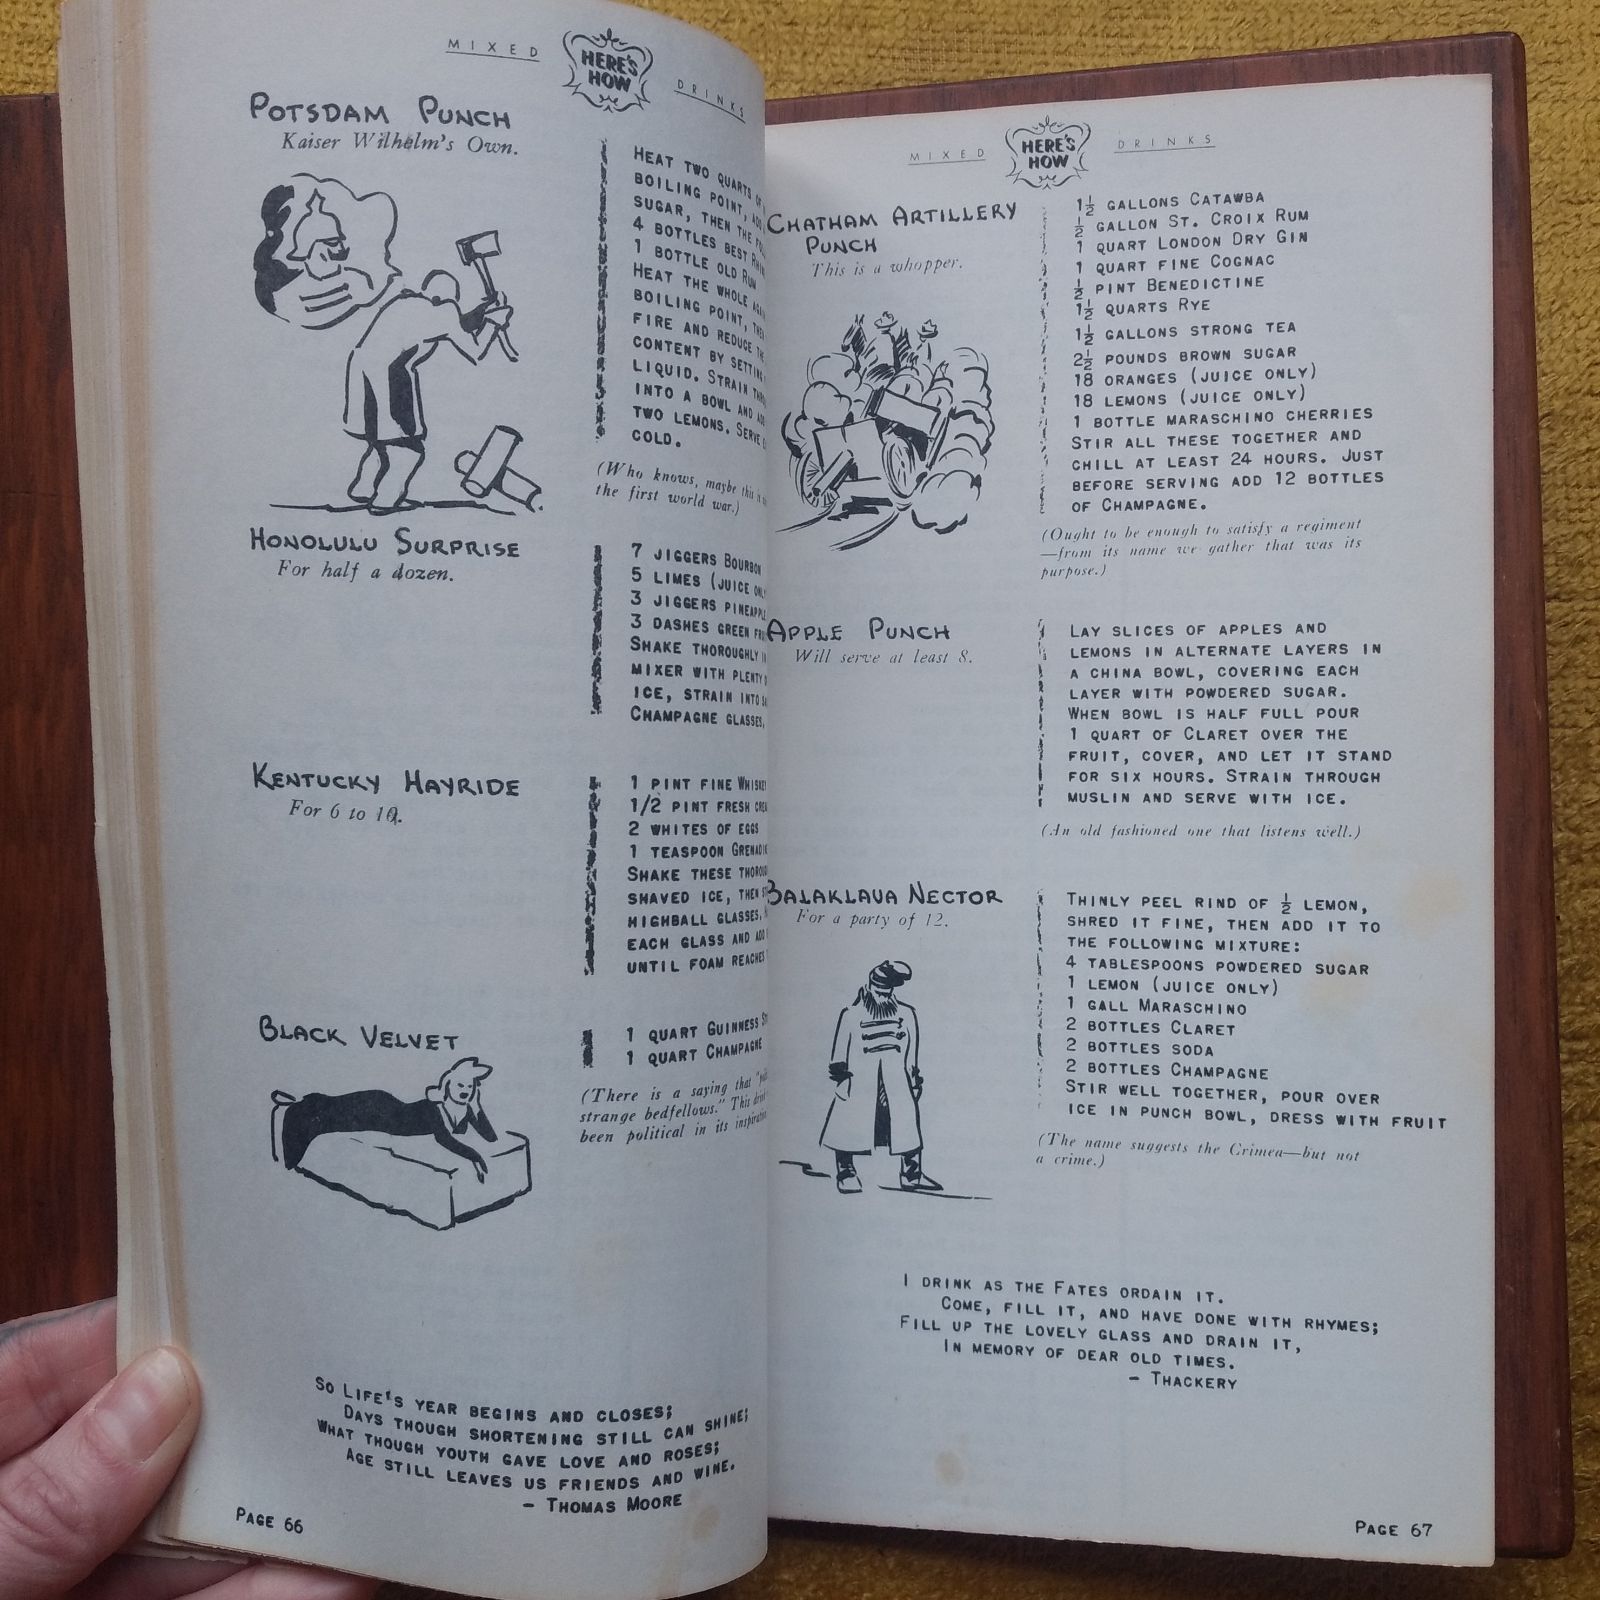 MIXED HERE'S HOW DRINKS
POTSDAM PUNCH
Kaiser Wilhelm's Own.
HEAT TWO QUARTS
BOILING POINT,
SUGAR, THEN THE
4 BOTTLES BEST
1 BOTTLE OLD RUM
HEAT THE WHOLE
BOILING POINT,
FIRE AND REDUCE THE
CONTENT BY SETTING
LIQUID. STRAIN
INTO A BOWL AND
TWO LEMONS. SERVE
COLD.
(Who knows, maybe this
the first world war.)
HONOLULU SURPRISE
For half a dozen.
7 JIGGERS BOURBON
5 LIMES (JUICE
3 JIGGERS PINEAPPLE
3 DASHES GREEN
SHAKE THOROUGHLY
MIXER WITH PLENTY
ICE, STRAIN INTO
CHAMPAGNE GLASSES,
KENTUCKY HAYRIDE
For 6 to 10.
1 PINT FINE WHISKEY
1/2 PINT FRESH
2 WHITES OF EGGS
1 TEASPOON
SHAKE THESE
SHAVED ICE, THEN
HIGHBALL GLASSES,
EACH GLASS AND ADD
UNTIL FOAM REACHES
BLACK VELVET
1 QUART GUINNESS
1 QUART CHAMPAGNE
(There is a saying that
strange bedfellows." This
been political in its
SO LIFE'S YEAR BEGINS AND CLOSES;
DAYS THOUGH SHORTENING STILL CAN SHINE;
WHAT THOUGH YOUTH GAVE LOVE AND ROSES;
AGE STILL LEAVES US FRIENDS AND WINE.
- THOMAS MOORE
PAGE 66
MIXED HERE'S HOW DRINKS
CHATHAM ARTILLERY
PUNCH
This is a whopper.
1½ GALLONS CATAWBA
½ GALLON ST. CROIX RUM
1 QUART LONDON DRY GIN
1 QUART FINE COGNAC
½ PINT BENEDICTINE
1½ QUARTS RYE
1½ GALLONS STRONG TEA
2½ POUNDS BROWN SUGAR
18 ORANGES (JUICE ONLY)
18 LEMONS (JUICE ONLY)
1 BOTTLE MARASCHINO CHERRIES
STIR ALL THESE TOGETHER AND
CHILL AT LEAST 24 HOURS. JUST
BEFORE SERVING ADD 12 BOTTLES
OF CHAMPAGNE.
(Ought to be enough to satisfy a regiment
—from its name we gather that was its
purpose.)
APPLE PUNCH
Will serve at least 8.
LAY SLICES OF APPLES AND
LEMONS IN ALTERNATE LAYERS IN
A CHINA BOWL, COVERING EACH
LAYER WITH POWDERED SUGAR.
WHEN BOWL IS HALF FULL POUR
1 QUART OF CLARET OVER THE
FRUIT, COVER, AND LET IT STAND
FOR SIX HOURS. STRAIN THROUGH
MUSLIN AND SERVE WITH ICE.
(An old fashioned one that listens well.)
BALAKLAVA NECTOR
For a party of 12.
THINLY PEEL RIND OF ½ LEMON,
SHRED IT FINE, THEN ADD IT TO
THE FOLLOWING MIXTURE:
4 TABLESPOONS POWDERED SUGAR
1 LEMON (JUICE ONLY)
1 GALL MARASCHINO
2 BOTTLES CLARET
2 BOTTLES SODA
2 BOTTLES CHAMPAGNE
STIR WELL TOGETHER, POUR OVER
ICE IN PUNCH BOWL, DRESS WITH FRUIT
(The name suggests the Crimea—but not
a crime.)
I DRINK AS THE FATES ORDAIN IT.
COME, FILL IT, AND HAVE DONE WITH RHYMES;
FILL UP THE LOVELY GLASS AND DRAIN IT,
IN MEMORY OF DEAR OLD TIMES.
- THACKERY
PAGE 67